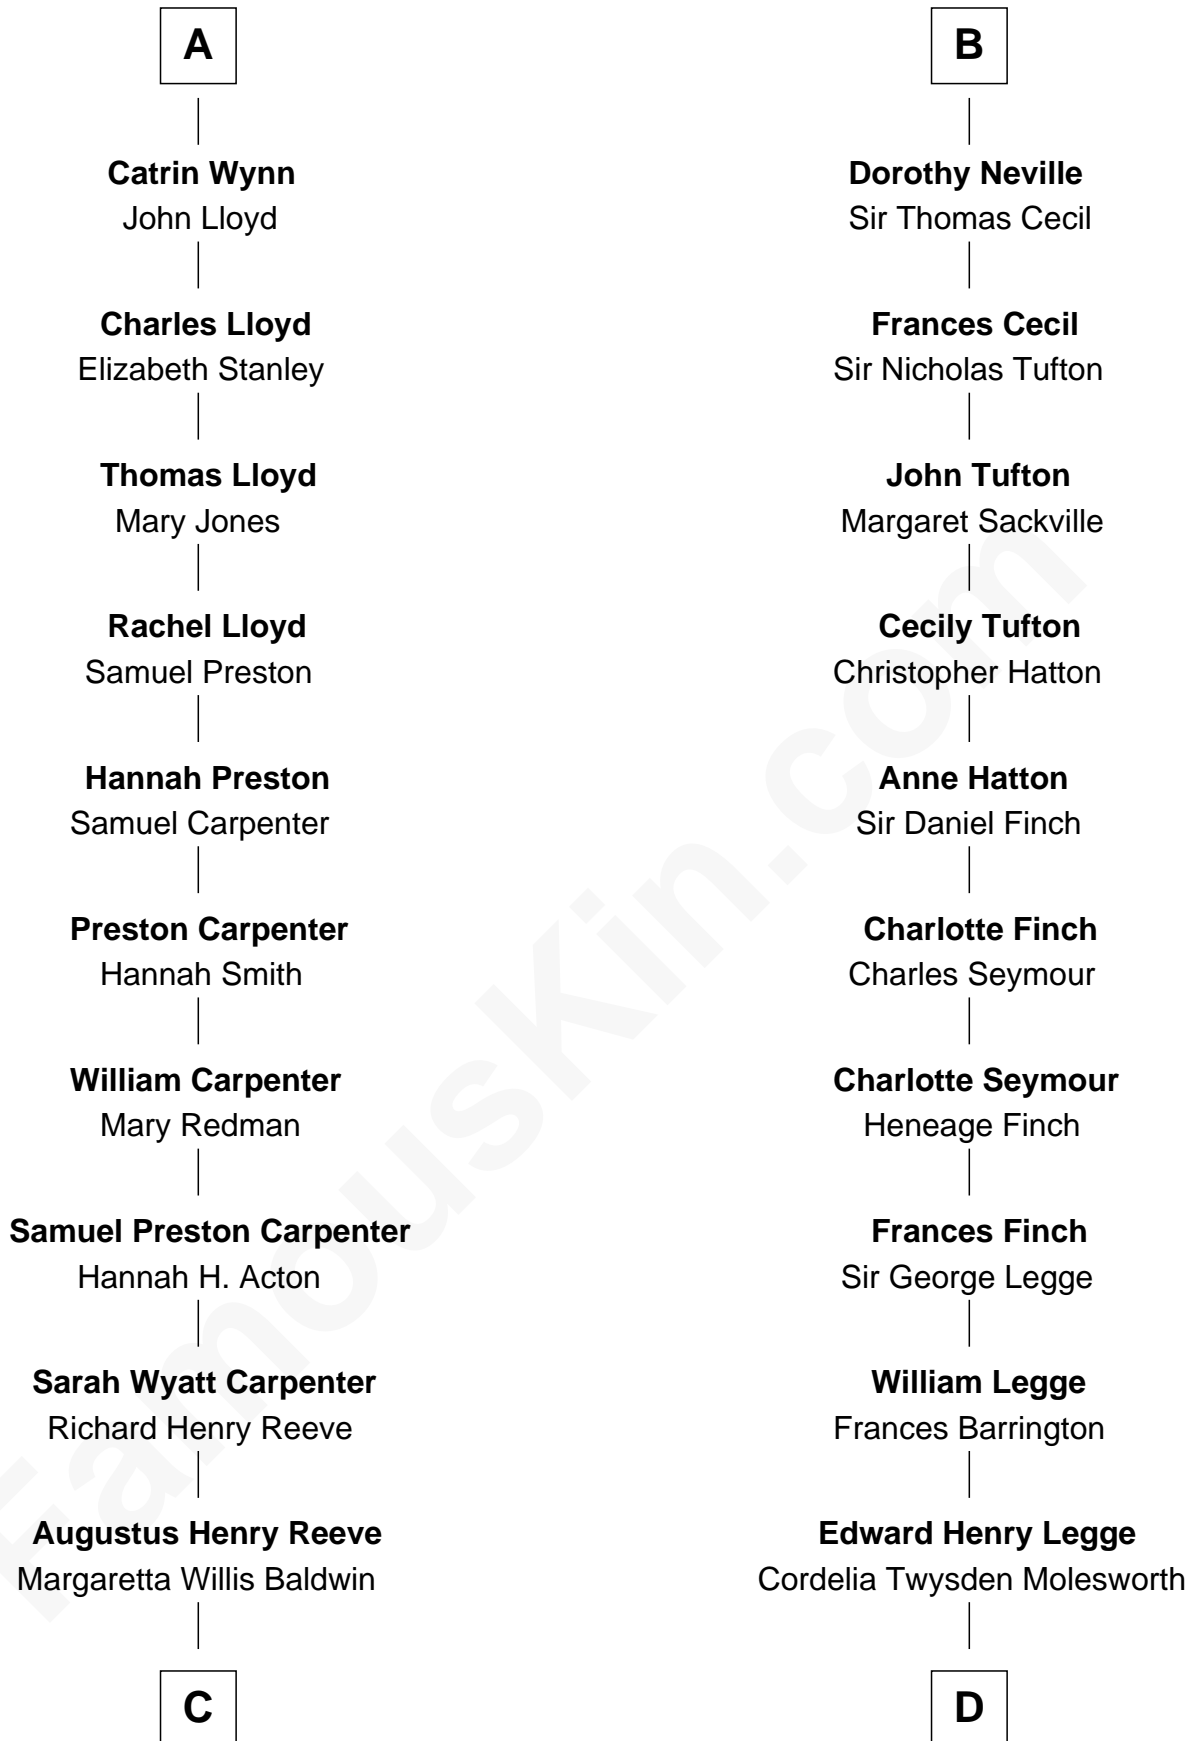 A
Catrin Wynn
John Lloyd
Charles Lloyd
Elizabeth Stanley
Thomas Lloyd
Mary Jones
Rachel Lloyd
Samuel Preston
Hannah Preston
Samuel Carpenter
Preston Carpenter
Hannah Smith
William Carpenter
Mary Redman
Samuel Preston Carpenter
Hannah H. Acton
Sarah Wyatt Carpenter
Richard Henry Reeve
Augustus Henry Reeve
Margaretta Willis Baldwin
C
B
Dorothy Neville
Sir Thomas Cecil
Frances Cecil
Sir Nicholas Tufton
John Tufton
Margaret Sackville
Cecily Tufton
Christopher Hatton
Anne Hatton
Sir Daniel Finch
Charlotte Finch
Charles Seymour
Charlotte Seymour
Heneage Finch
Frances Finch
Sir George Legge
William Legge
Frances Barrington
Edward Henry Legge
Cordelia Twysden Molesworth
D
FamousKin.com